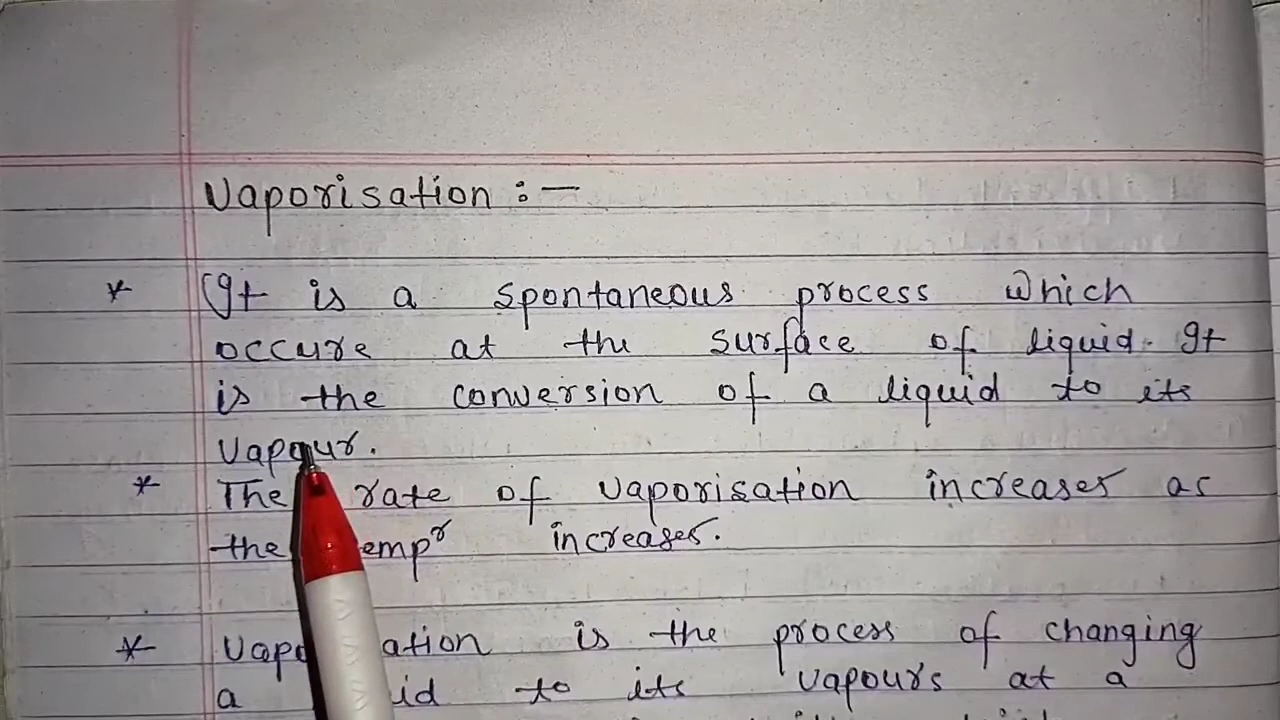 Vaporisation :-
* It is a spontaneous process which
occure at the surface of liquid. It
is the conversion of a liquid to its
vapour.
* The rate of vaporisation increases as
the tempr increases.
* is the process of changing
a to its vapours at a